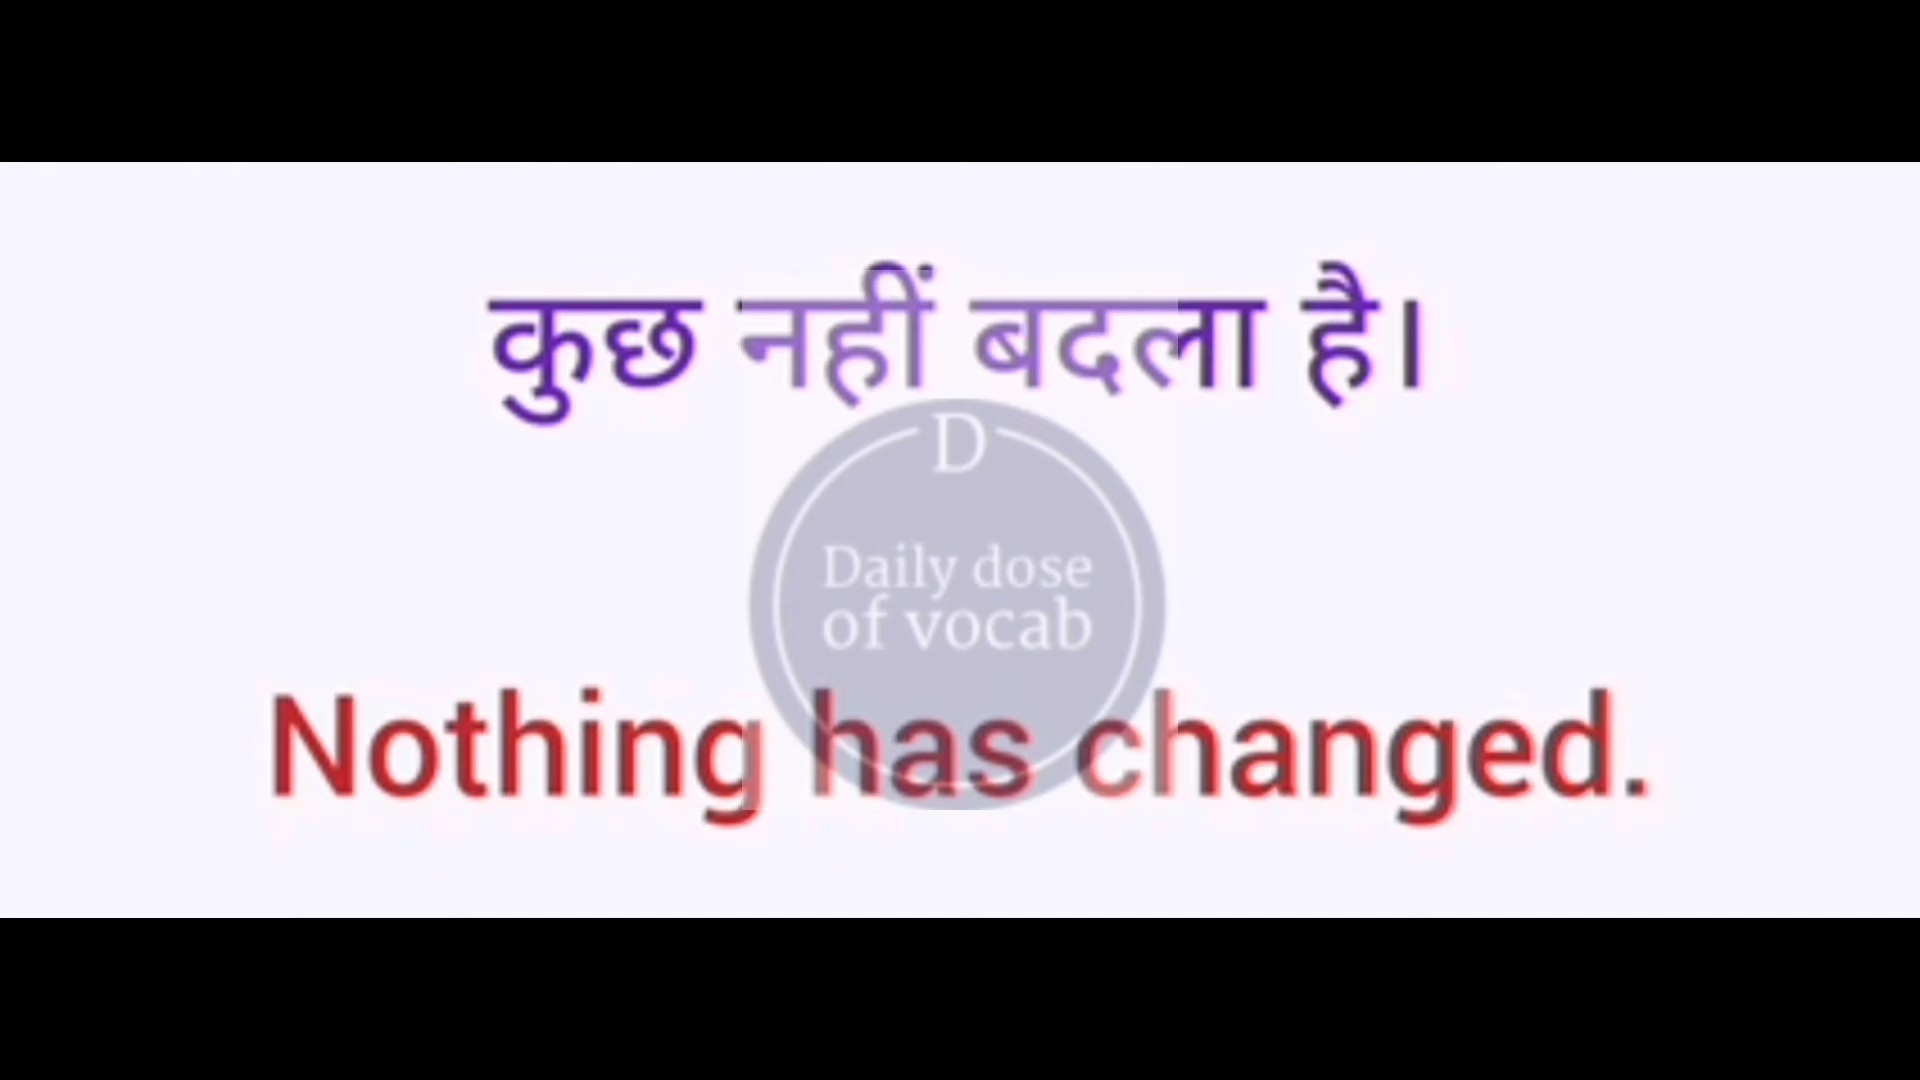 कुछ नहीं बदला है।
D
Daily dose
of vocab
Nothing has changed.